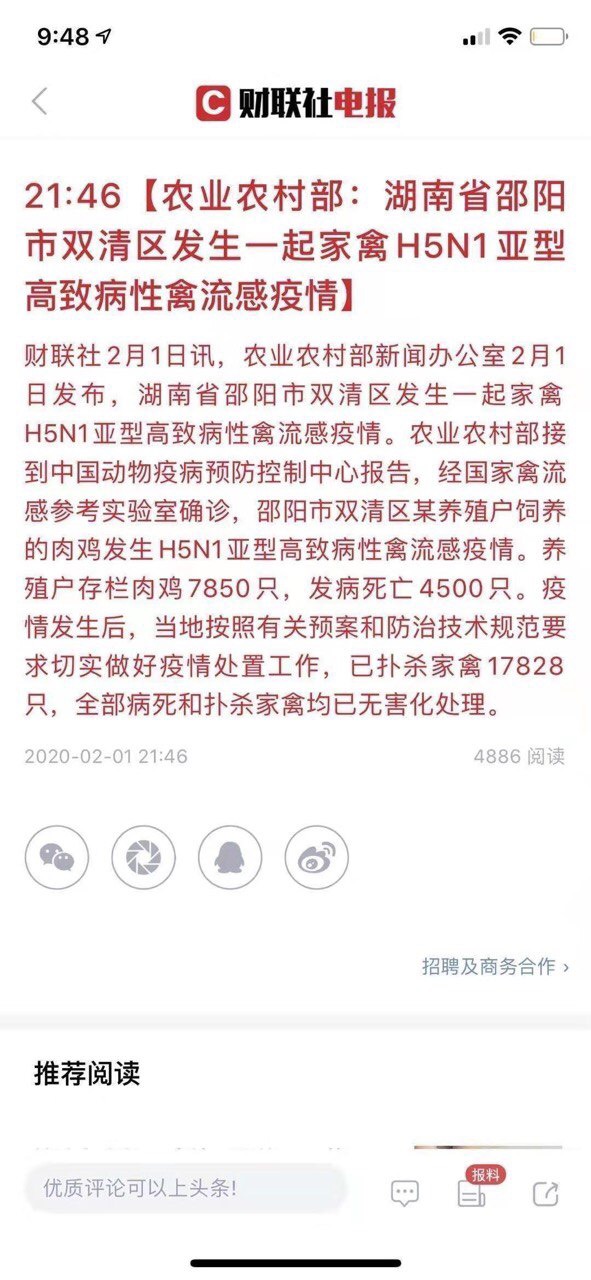 9:48
财联社电报
21:46【农业农村部：湖南省邵阳
市双清区发生一起家禽H5N1亚型
高致病性禽流感疫情】
财联社2月1日讯，农业农村部新闻办公室2月1
日发布，湖南省邵阳市双清区发生一起家禽
H5N1亚型高致病性禽流感疫情。农业农村部接
到中国动物疫病预防控制中心报告，经国家禽流
感参考实验室确诊，邵阳市双清区某养殖户饲养
的肉鸡发生H5N1亚型高致病性禽流感疫情。养
殖户存栏肉鸡7850只，发病死亡4500只。疫
情发生后，当地按照有关预案和防治技术规范要
求切实做好疫情处置工作，已扑杀家禽17828
只，全部病死和扑杀家禽均已无害化处理。
2020-02-01 21:46 4886 阅读
招聘及商务合作 ›
推荐阅读
优质评论可以上头条!
报料